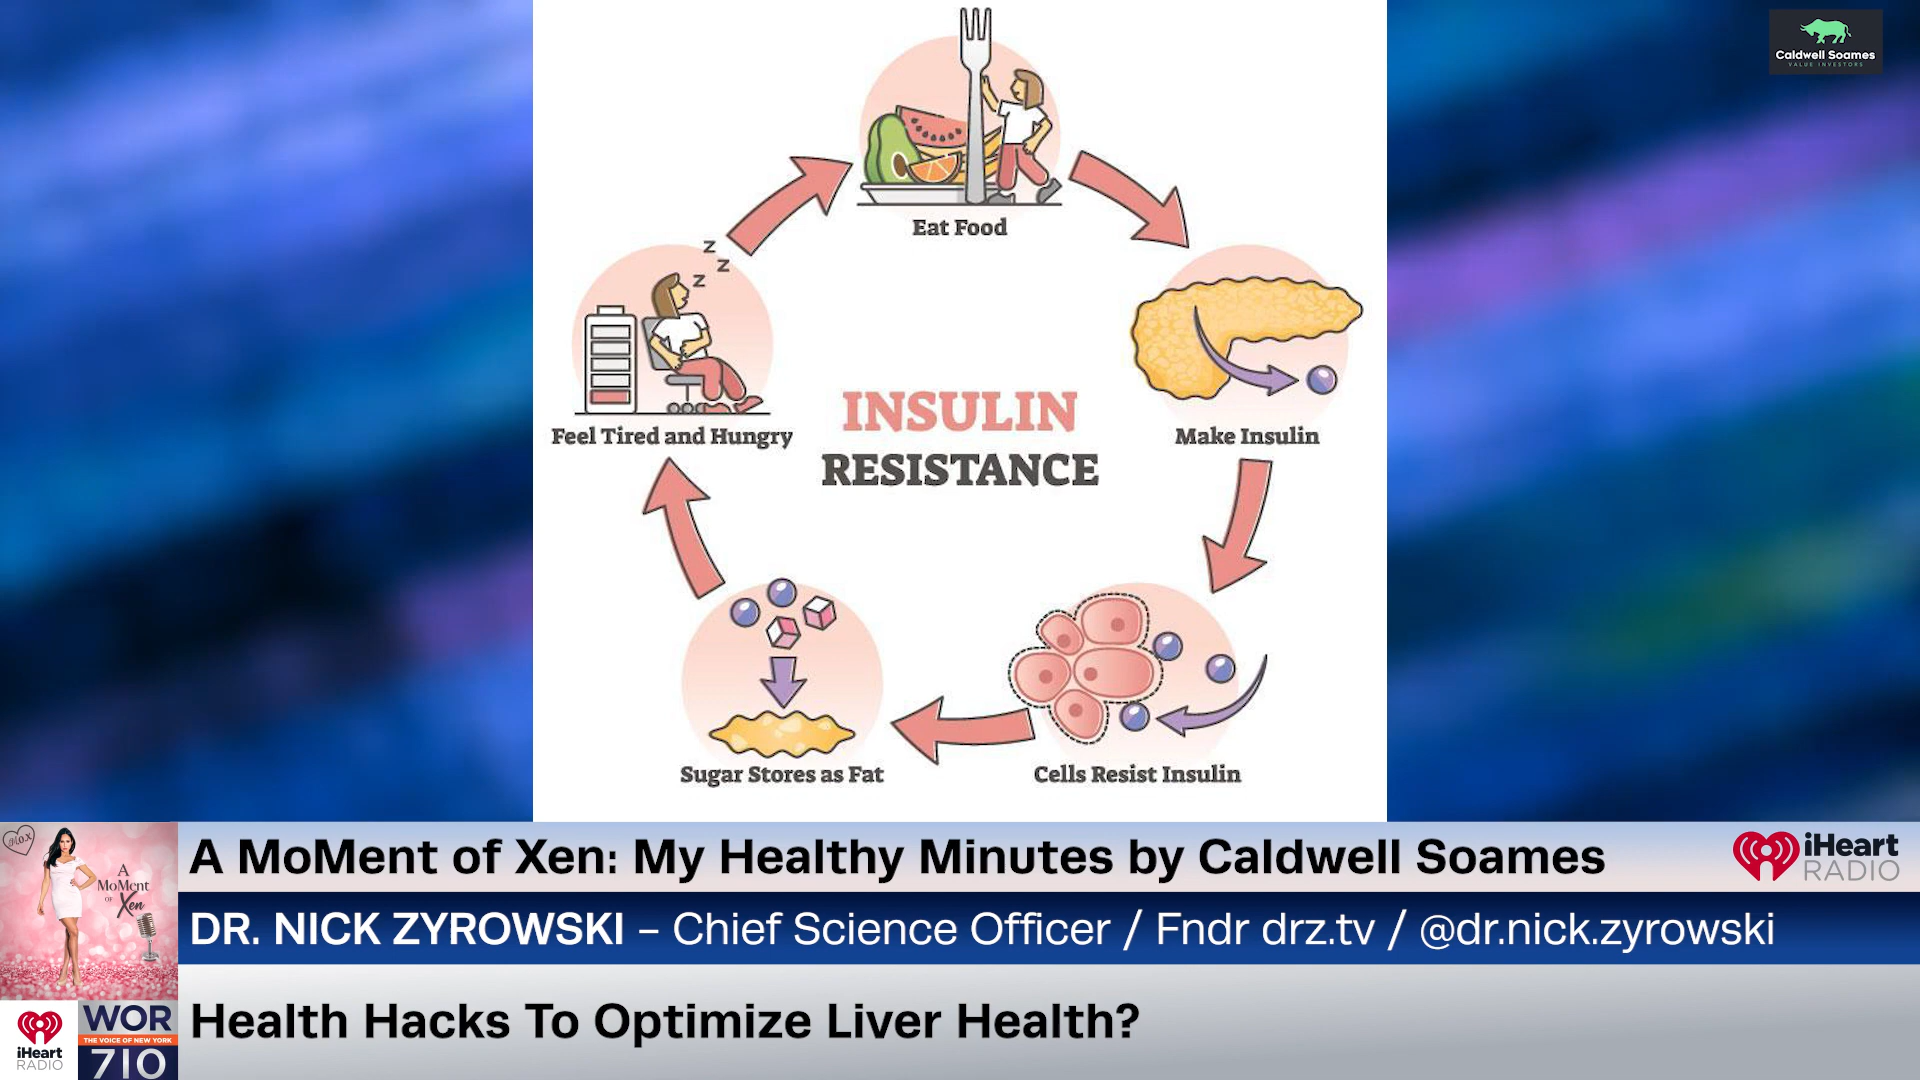 Caldwell Soames
VALUE INVESTORS
Eat Food
Make Insulin
Cells Resist Insulin
Sugar Stores as Fat
Feel Tired and Hungry
z
z
z
INSULIN
RESISTANCE
A MoMent of Xen: My Healthy Minutes by Caldwell Soames
iHeart
RADIO
DR. NICK ZYROWSKI – Chief Science Officer / Fndr drz.tv / @dr.nick.zyrowski
Health Hacks To Optimize Liver Health?
A
MoMent
OF Xen
iHeart
RADIO
WOR
THE VOICE OF NEW YORK
710